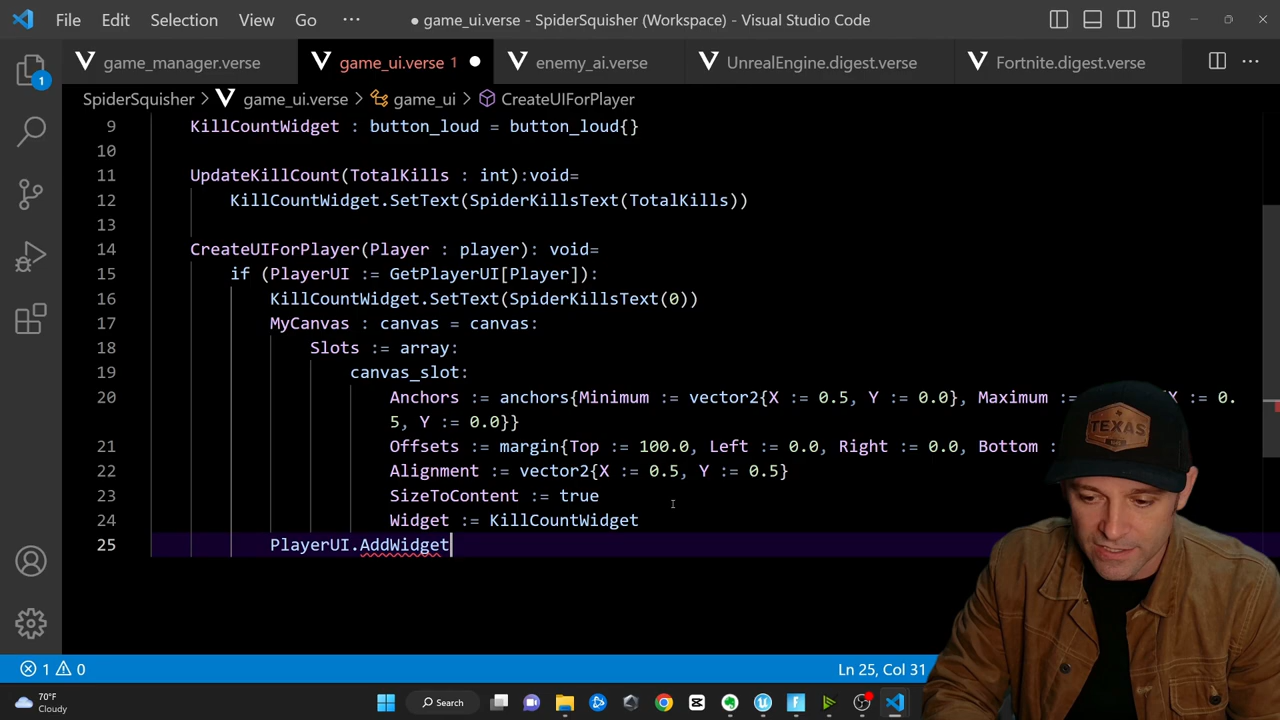 File Edit Selection View Go ··· ● game_ui.verse - SpiderSquisher (Workspace) - Visual Studio Code
game_manager.verse game_ui.verse 1 enemy_ai.verse UnrealEngine.digest.verse Fortnite.digest.verse ···
1 SpiderSquisher > game_ui.verse > game_ui > CreateUIForPlayer
9 KillCountWidget : button_loud = button_loud{}
10
11 UpdateKillCount(TotalKills : int):void=
12 KillCountWidget.SetText(SpiderKillsText(TotalKills))
13
14 CreateUIForPlayer(Player : player): void=
15 if (PlayerUI := GetPlayerUI[Player]):
16 KillCountWidget.SetText(SpiderKillsText(0))
17 MyCanvas : canvas = canvas:
18 Slots := array:
19 canvas_slot:
20 Anchors := anchors{Minimum := vector2{X := 0.5, Y := 0.0}, Maximum := X := 0.
5, Y := 0.0}}
21 Offsets := margin{Top := 100.0, Left := 0.0, Right := 0.0, Bottom :
22 Alignment := vector2{X := 0.5, Y := 0.5}
23 SizeToContent := true
24 Widget := KillCountWidget
25 PlayerUI.AddWidget
TEXAS
1 0 Ln 25, Col 31
70°F
Cloudy
Search